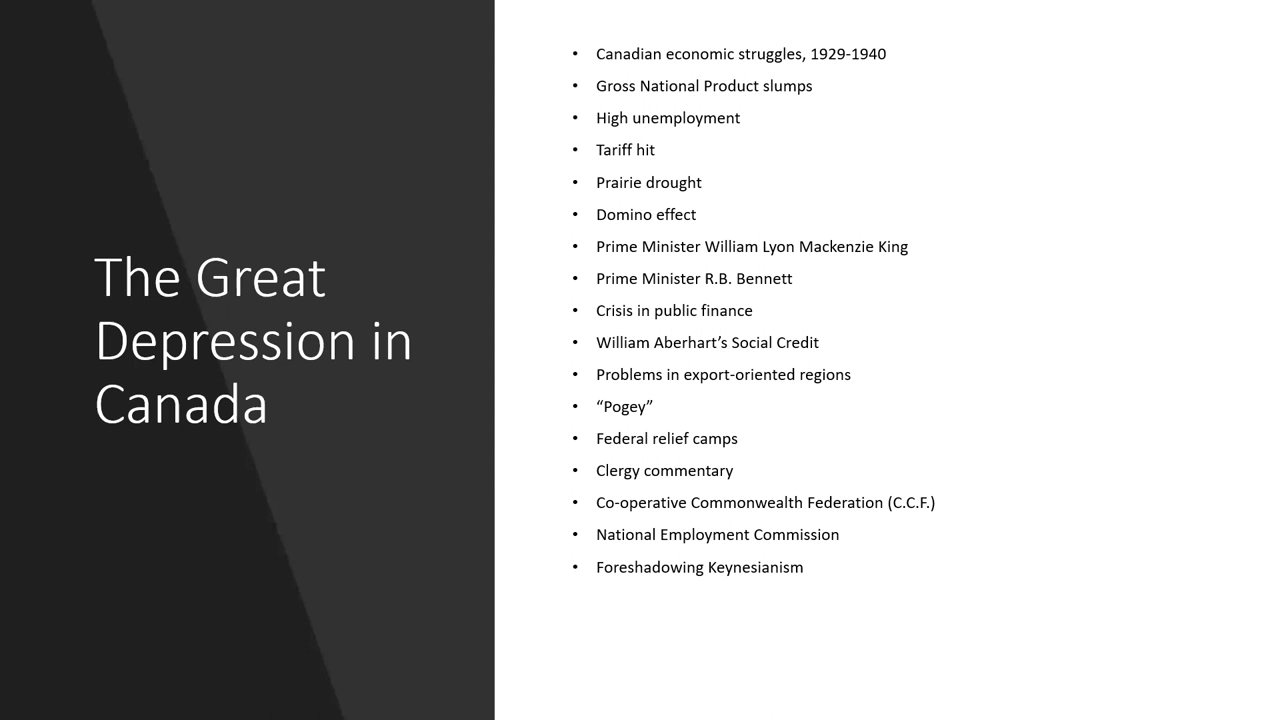 The Great
Depression in
Canada
• Canadian economic struggles, 1929-1940
• Gross National Product slumps
• High unemployment
• Tariff hit
• Prairie drought
• Domino effect
• Prime Minister William Lyon Mackenzie King
• Prime Minister R.B. Bennett
• Crisis in public finance
• William Aberhart’s Social Credit
• Problems in export-oriented regions
• “Pogey”
• Federal relief camps
• Clergy commentary
• Co-operative Commonwealth Federation (C.C.F.)
• National Employment Commission
• Foreshadowing Keynesianism